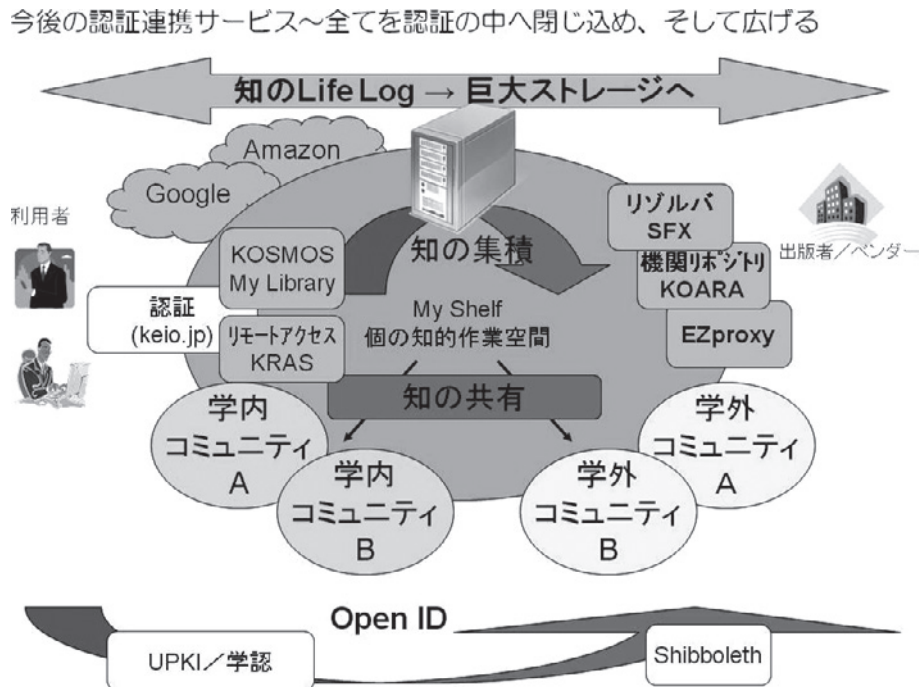 今後の認証連携サービス～全てを認証の中へ閉じ込め、そして広げる
知のLife Log → 巨大ストレージへ
Amazon
Google
利用者
KOSMOS
My Library
認証
(keio.jp)
リモートアクセス
KRAS
知の集積
My Shelf
個の知的作業空間
知の共有
リゾルバ
SFX
機関リポジトリ
KOARA
EZproxy
出版者／ベンダー
学内
コミュニティ
A
学内
コミュニティ
B
学外
コミュニティ
B
学外
コミュニティ
A
Open ID
UPKI／学認
Shibboleth